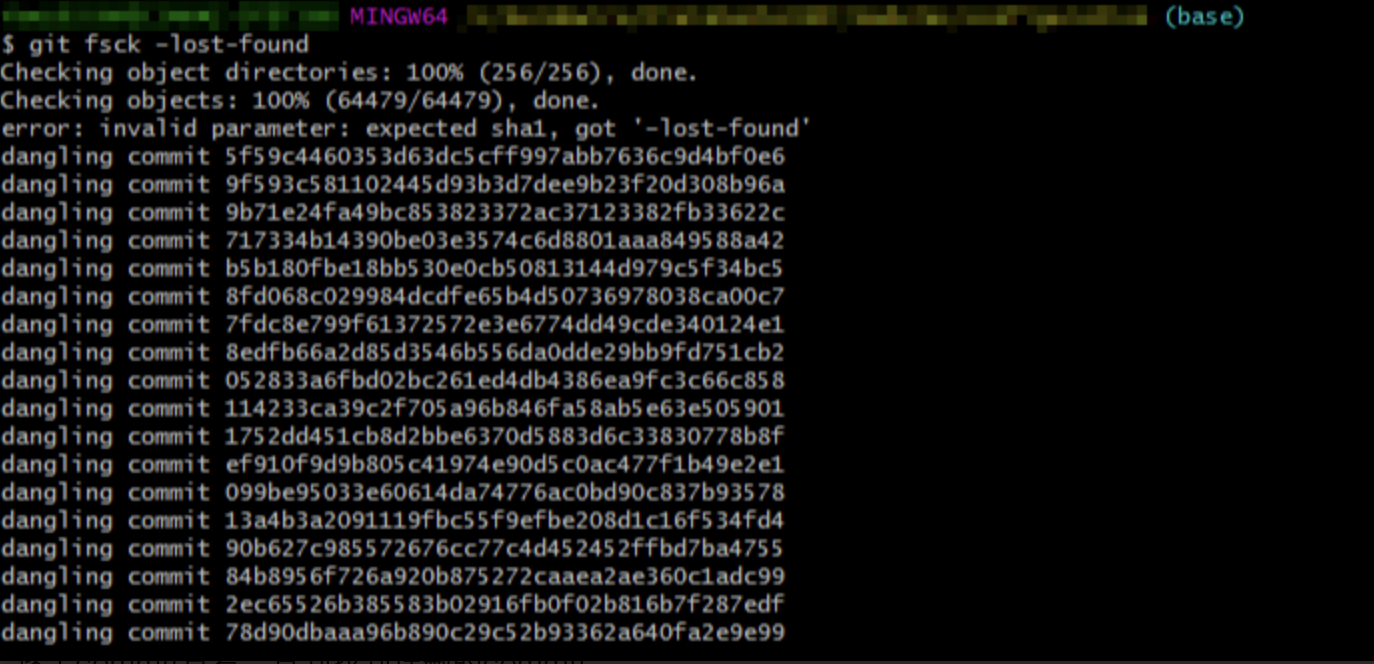 MINGW64 (base)
$ git fsck –lost-found
Checking object directories: 100% (256/256), done.
Checking objects: 100% (64479/64479), done.
error: invalid parameter: expected sha1, got '–lost-found'
dangling commit 5f59c4460353d63dc5cff997abb7636c9d4bf0e6
dangling commit 9f593c581102445d93b3d7dee9b23f20d308b96a
dangling commit 9b71e24fa49bc853823372ac37123382fb33622c
dangling commit 717334b14390be03e3574c6d8801aaa849588a42
dangling commit b5b180fbe18bb530e0cb50813144d979c5f34bc5
dangling commit 8fd068c029984dcdfe65b4d50736978038ca00c7
dangling commit 7fdc8e799f61372572e3e6774dd49cde340124e1
dangling commit 8edfb66a2d85d3546b556da0dde29bb9fd751cb2
dangling commit 052833a6fbd02bc261ed4db4386ea9fc3c66c858
dangling commit 114233ca39c2f705a96b846fa58ab5e63e505901
dangling commit 1752dd451cb8d2bbe6370d5883d6c33830778b8f
dangling commit ef910f9d9b805c41974e90d5c0ac477f1b49e2e1
dangling commit 099be95033e60614da74776ac0bd90c837b93578
dangling commit 13a4b3a2091119fbc55f9efbe208d1c16f534fd4
dangling commit 90b627c985572676cc77c4d452452ffbd7ba4755
dangling commit 84b8956f726a920b875272caaea2ae360c1adc99
dangling commit 2ec65526b385583b02916fb0f02b816b7f287edf
dangling commit 78d90dbaaa96b890c29c52b93362a640fa2e9e99